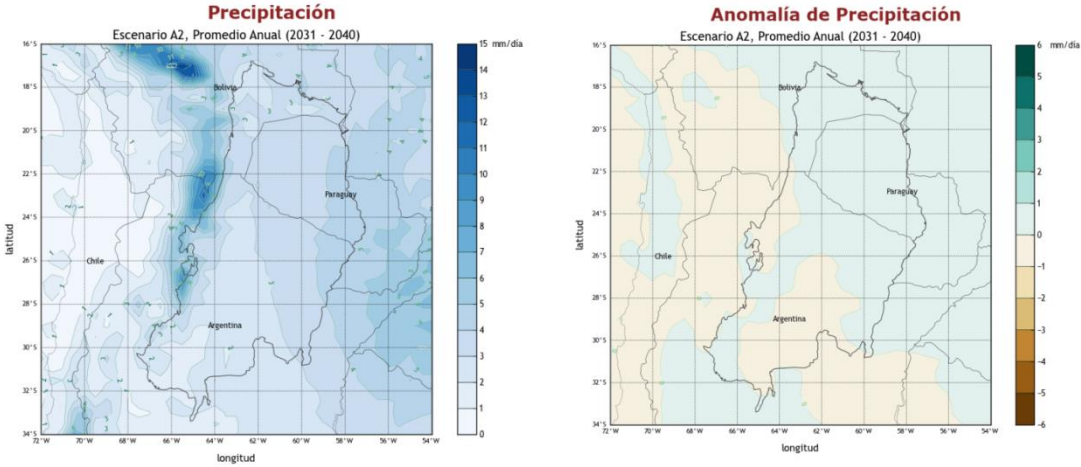 Precipitación
Escenario A2, Promedio Anual (2031 - 2040)
16°S
18°S
20°S
22°S
24°S
26°S
28°S
30°S
32°S
34°S
72°W
70°W
68°W
66°W
64°W
62°W
60°W
58°W
56°W
54°W
latitud
longitud
Bolivia
Paraguay
Chile
Argentina
15 mm/día
14
13
12
11
10
9
8
7
6
5
4
3
2
1
0
Anomalía de Precipitación
Escenario A2, Promedio Anual (2031 - 2040)
16°S
18°S
20°S
22°S
24°S
26°S
28°S
30°S
32°S
34°S
72°W
70°W
68°W
66°W
64°W
62°W
60°W
58°W
56°W
54°W
latitud
longitud
Bolivia
Paraguay
Chile
Argentina
6 mm/día
5
4
3
2
1
0
−1
−2
−3
−4
−5
−6